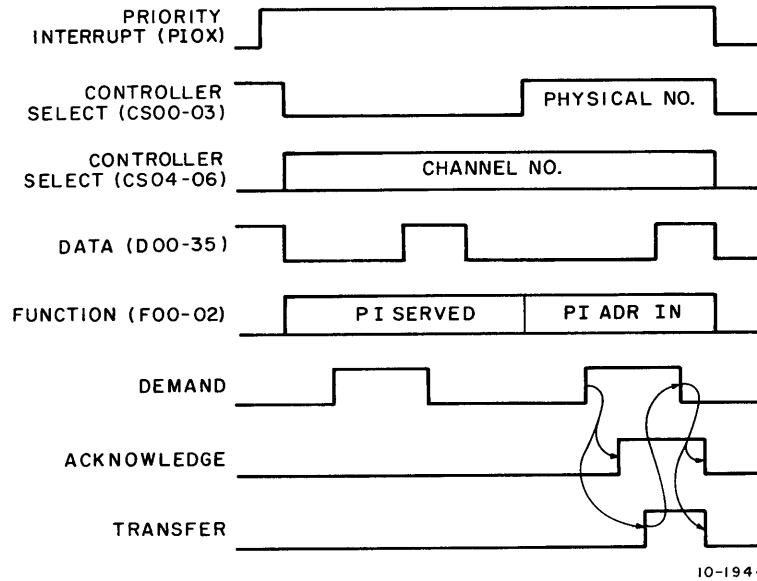 PRIORITY
INTERRUPT (PIOX)
CONTROLLER
SELECT (CS00-03)
PHYSICAL NO.
CONTROLLER
SELECT (CS04-06)
CHANNEL NO.
DATA (D00-35)
FUNCTION (F00-02)
PI SERVED
PI ADR IN
DEMAND
ACKNOWLEDGE
TRANSFER